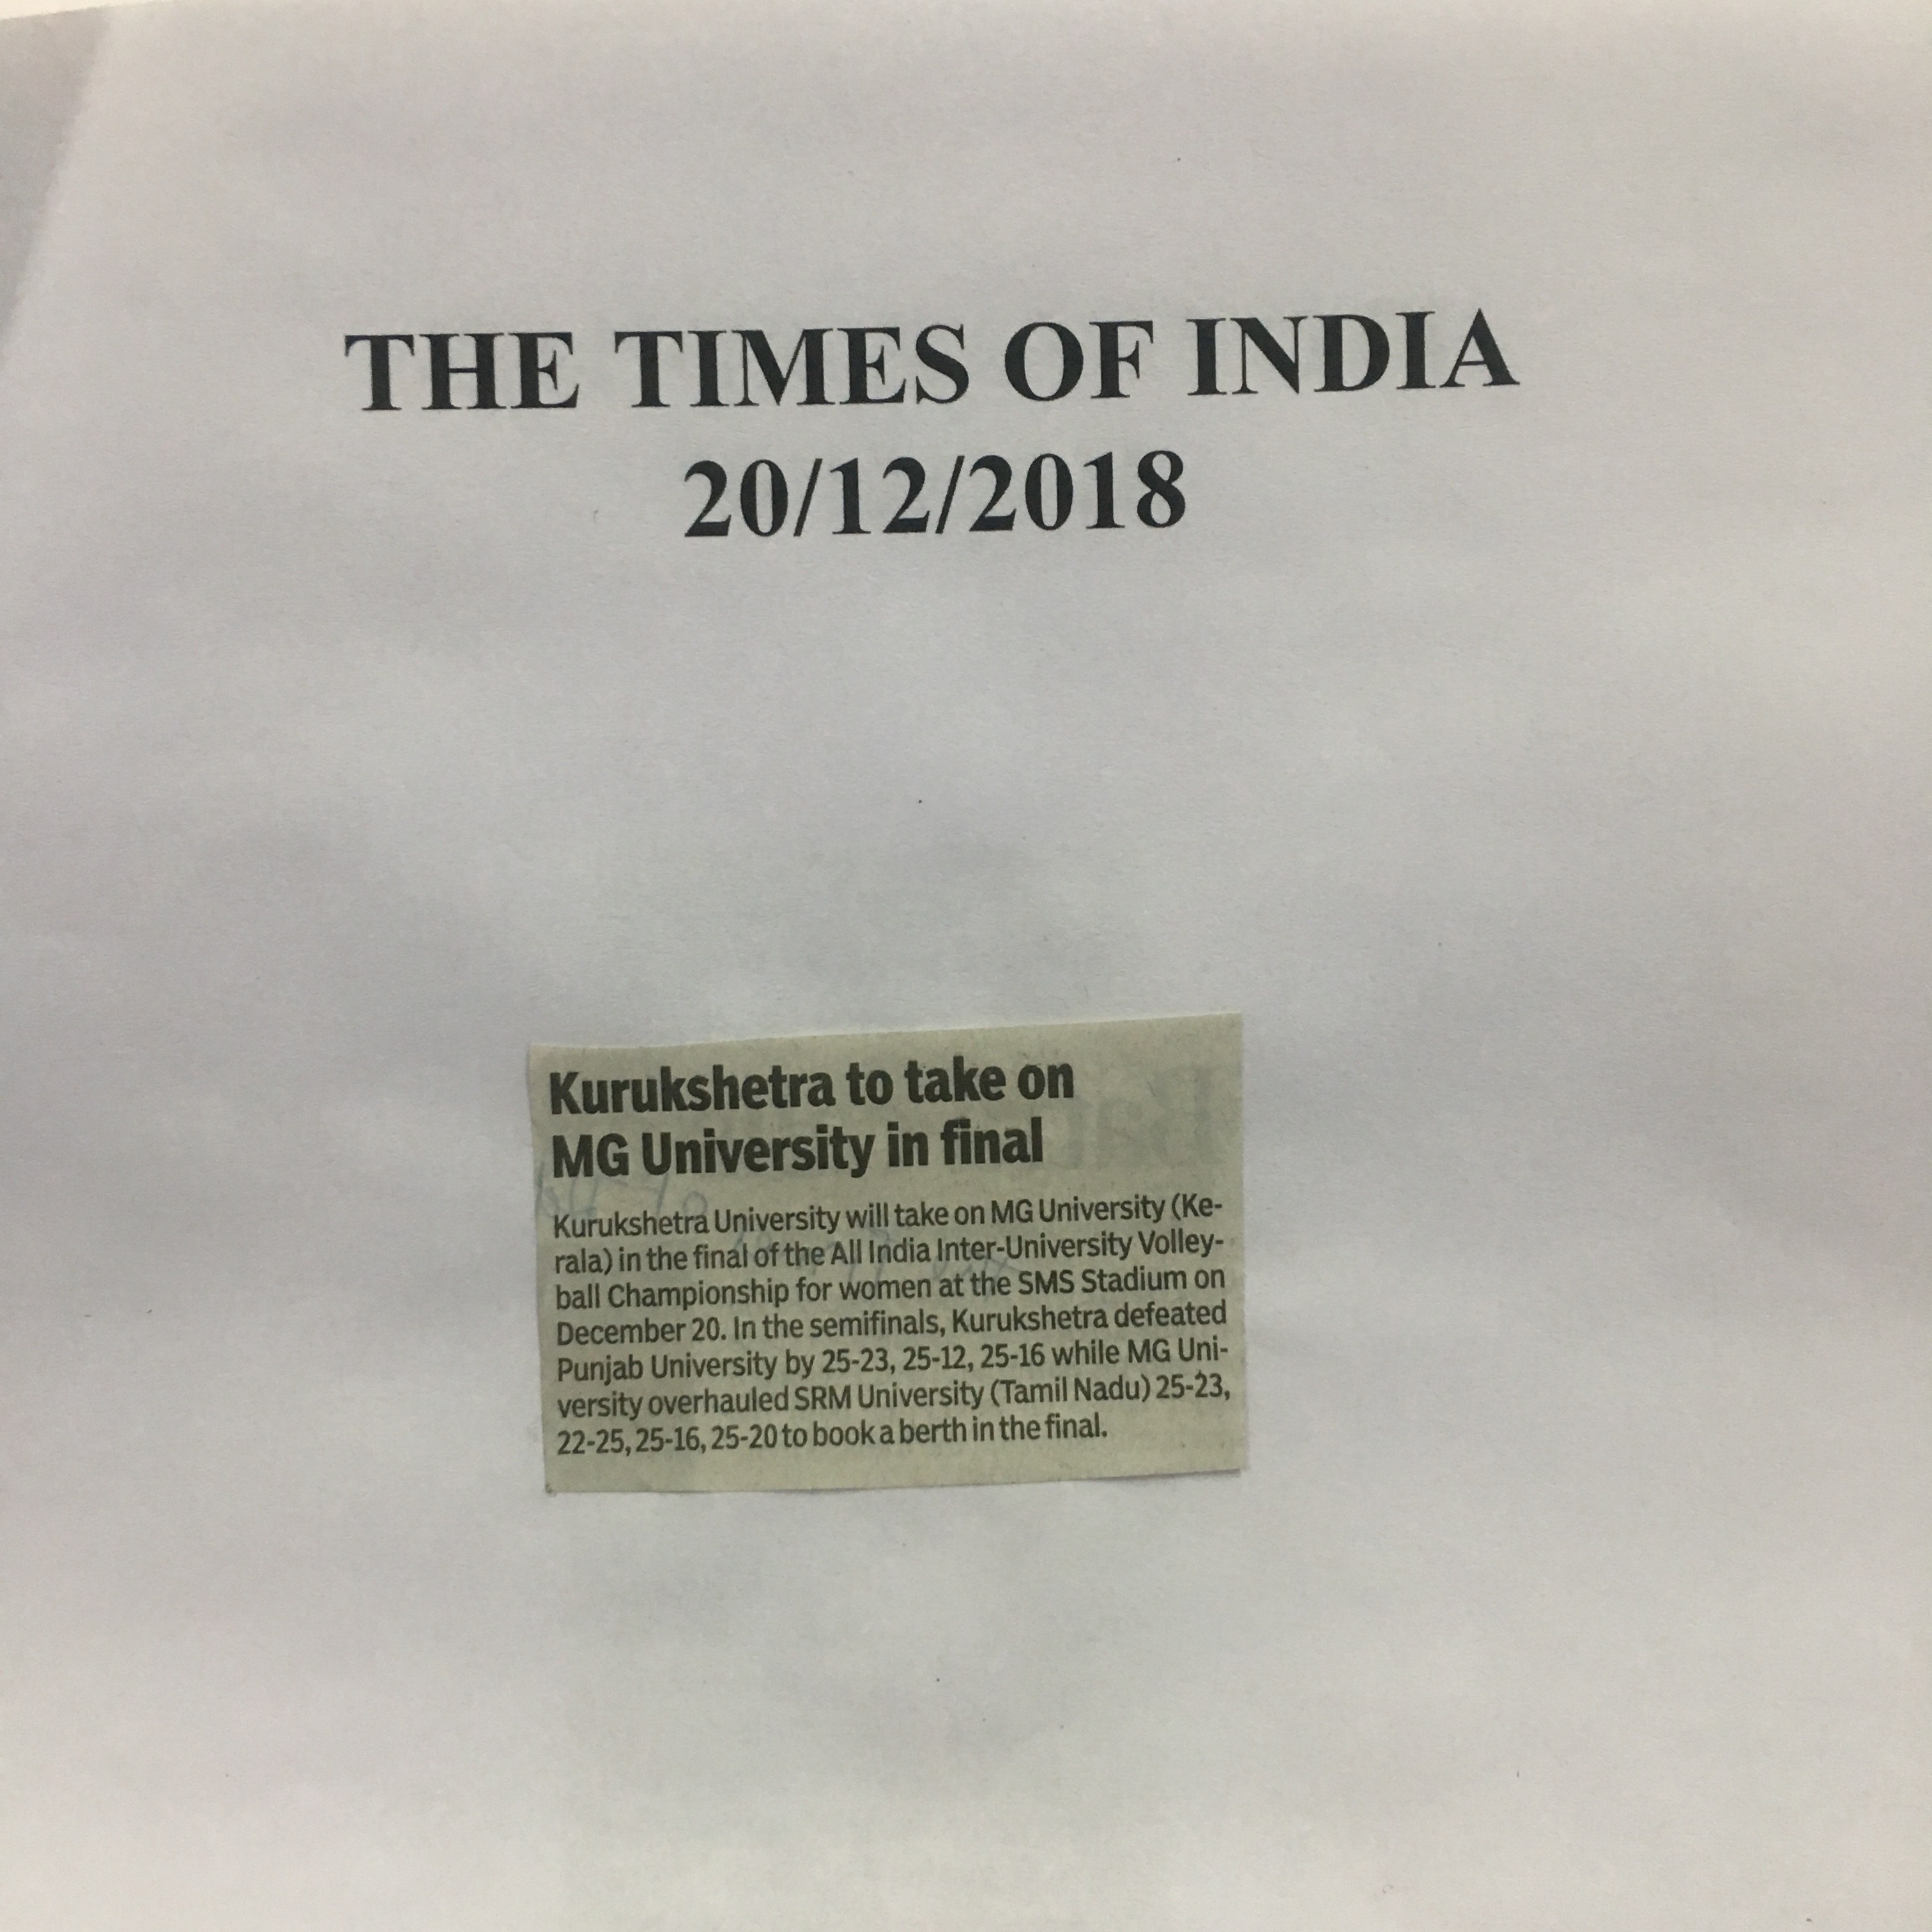 THE TIMES OF INDIA
20/12/2018
Kurukshetra to take on
MG University in final
Kurukshetra University will take on MG University (Ke-
rala) in the final of the All India Inter-University Volley-
ball Championship for women at the SMS Stadium on
December 20. In the semifinals, Kurukshetra defeated
Punjab University by 25-23, 25-12, 25-16 while MG Uni-
versity overhauled SRM University (Tamil Nadu) 25-23,
22-25, 25-16, 25-20 to book a berth in the final.